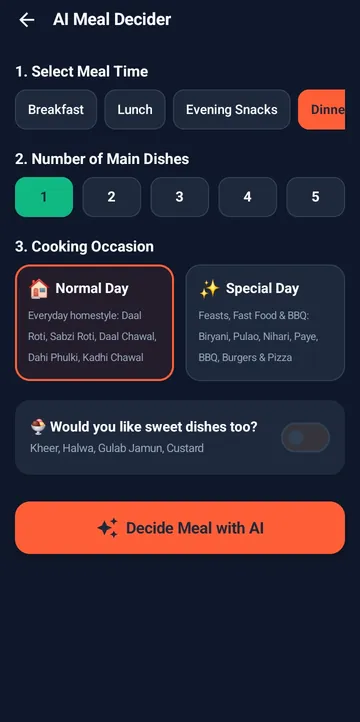 AI Meal Decider
1. Select Meal Time
Breakfast
Lunch
Evening Snacks
Dinne
2. Number of Main Dishes
1
2
3
4
5
3. Cooking Occasion
Normal Day
Everyday homestyle: Daal
Roti, Sabzi Roti, Daal Chawal,
Dahi Phulki, Kadhi Chawal
Special Day
Feasts, Fast Food & BBQ:
Biryani, Pulao, Nihari, Paye,
BBQ, Burgers & Pizza
Would you like sweet dishes too?
Kheer, Halwa, Gulab Jamun, Custard
Decide Meal with AI